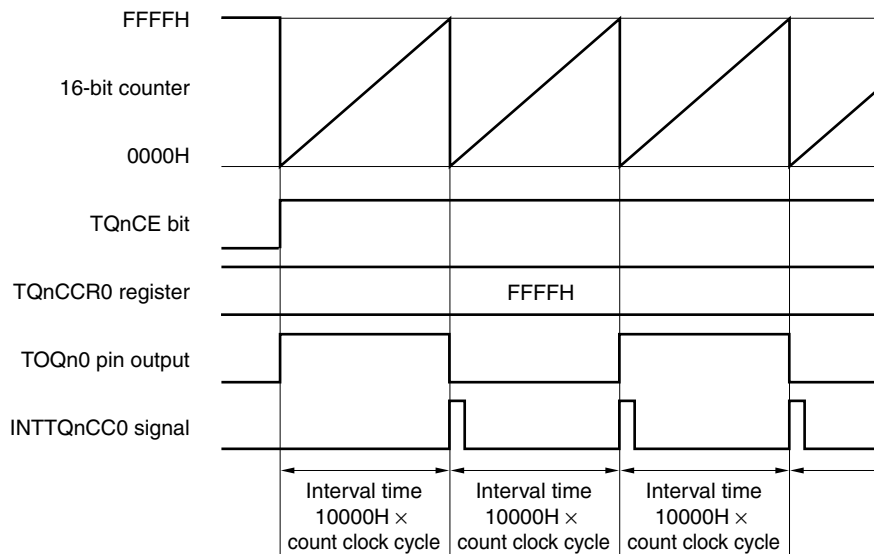 FFFFH
16-bit counter
0000H
TQnCE bit
TQnCCR0 register
FFFFH
TOQn0 pin output
INTTQnCC0 signal
Interval time
10000H ×
count clock cycle
Interval time
10000H ×
count clock cycle
Interval time
10000H ×
count clock cycle